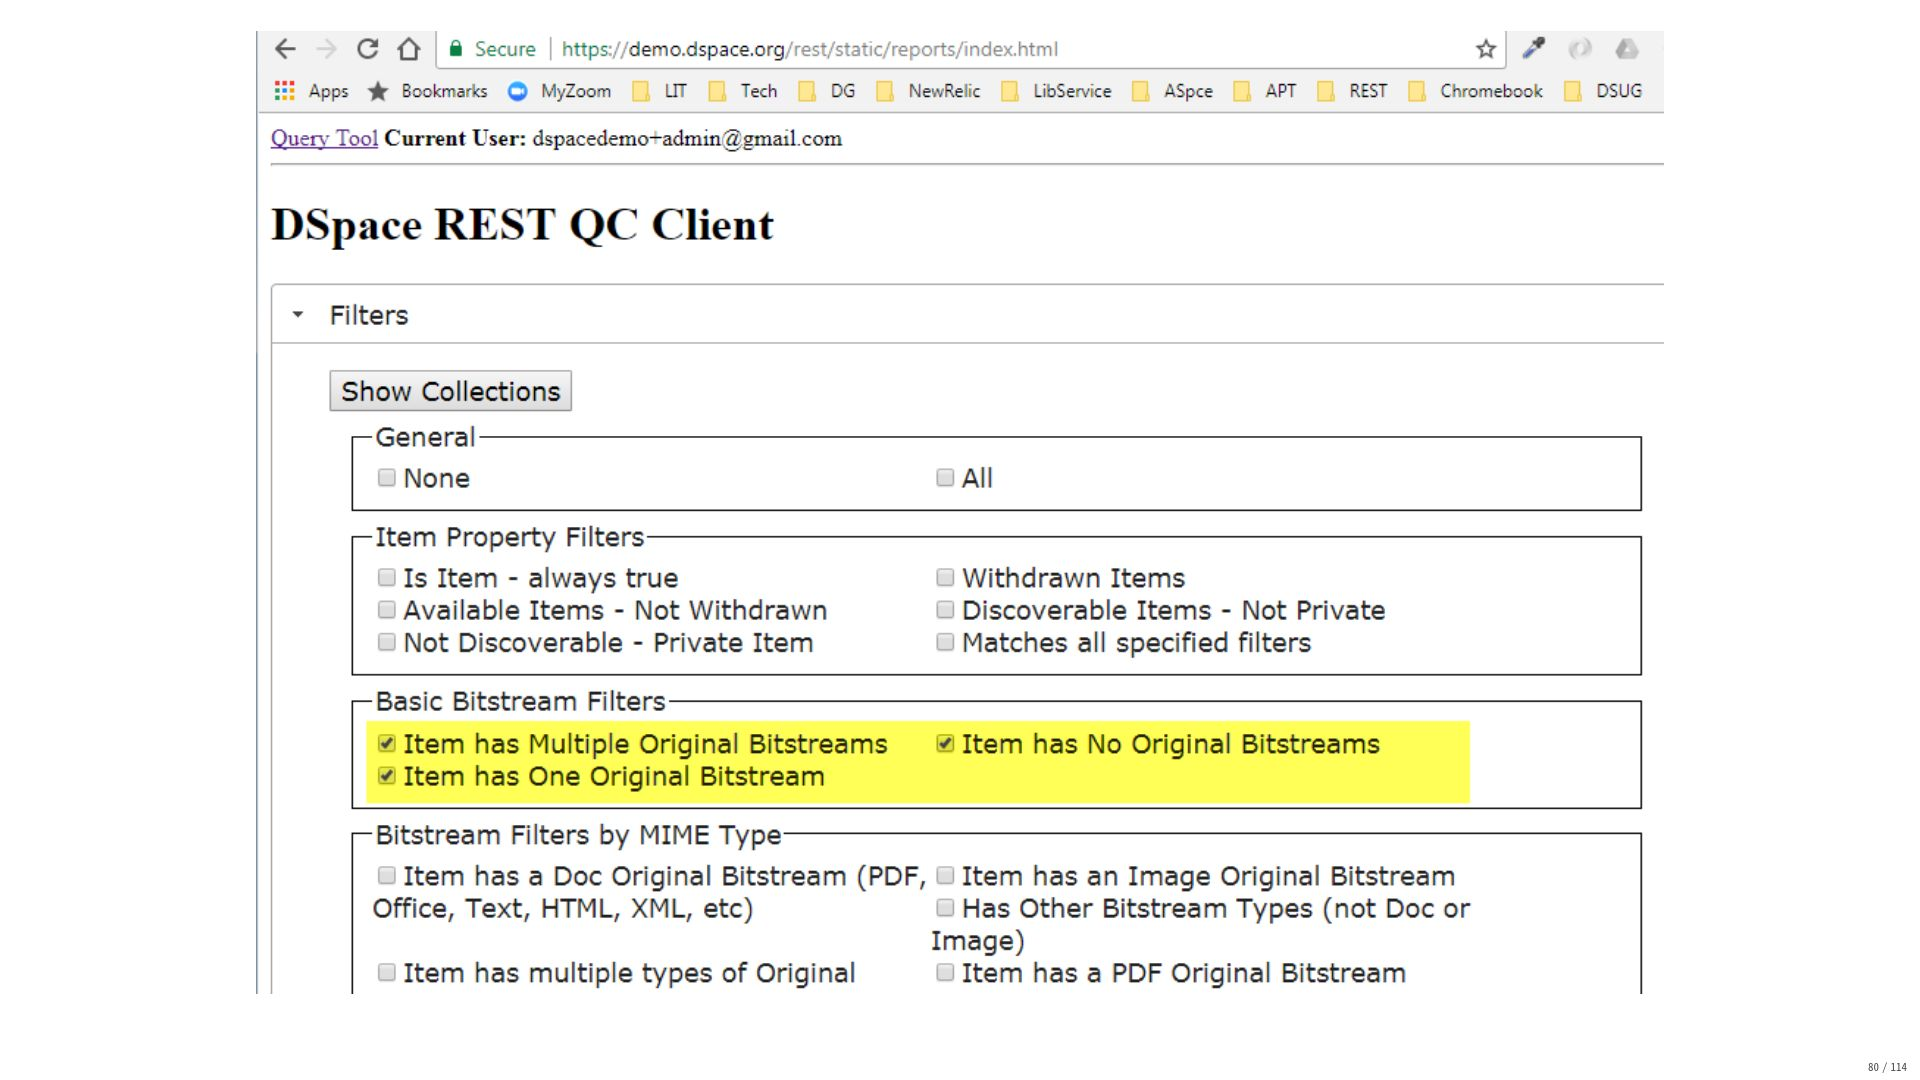 Secure https://demo.dspace.org/rest/static/reports/index.html
Apps Bookmarks MyZoom LIT Tech DG NewRelic LibService ASpce APT REST Chromebook DSUG
Query Tool Current User: dspacedemo+admin@gmail.com
DSpace REST QC Client
Filters
Show Collections
General
None All
Item Property Filters
Is Item - always true Withdrawn Items
Available Items - Not Withdrawn Discoverable Items - Not Private
Not Discoverable - Private Item Matches all specified filters
Basic Bitstream Filters
Item has Multiple Original Bitstreams Item has No Original Bitstreams
Item has One Original Bitstream
Bitstream Filters by MIME Type
Item has a Doc Original Bitstream (PDF, Item has an Image Original Bitstream
Office, Text, HTML, XML, etc) Has Other Bitstream Types (not Doc or
Image)
Item has multiple types of Original Item has a PDF Original Bitstream
80 / 114